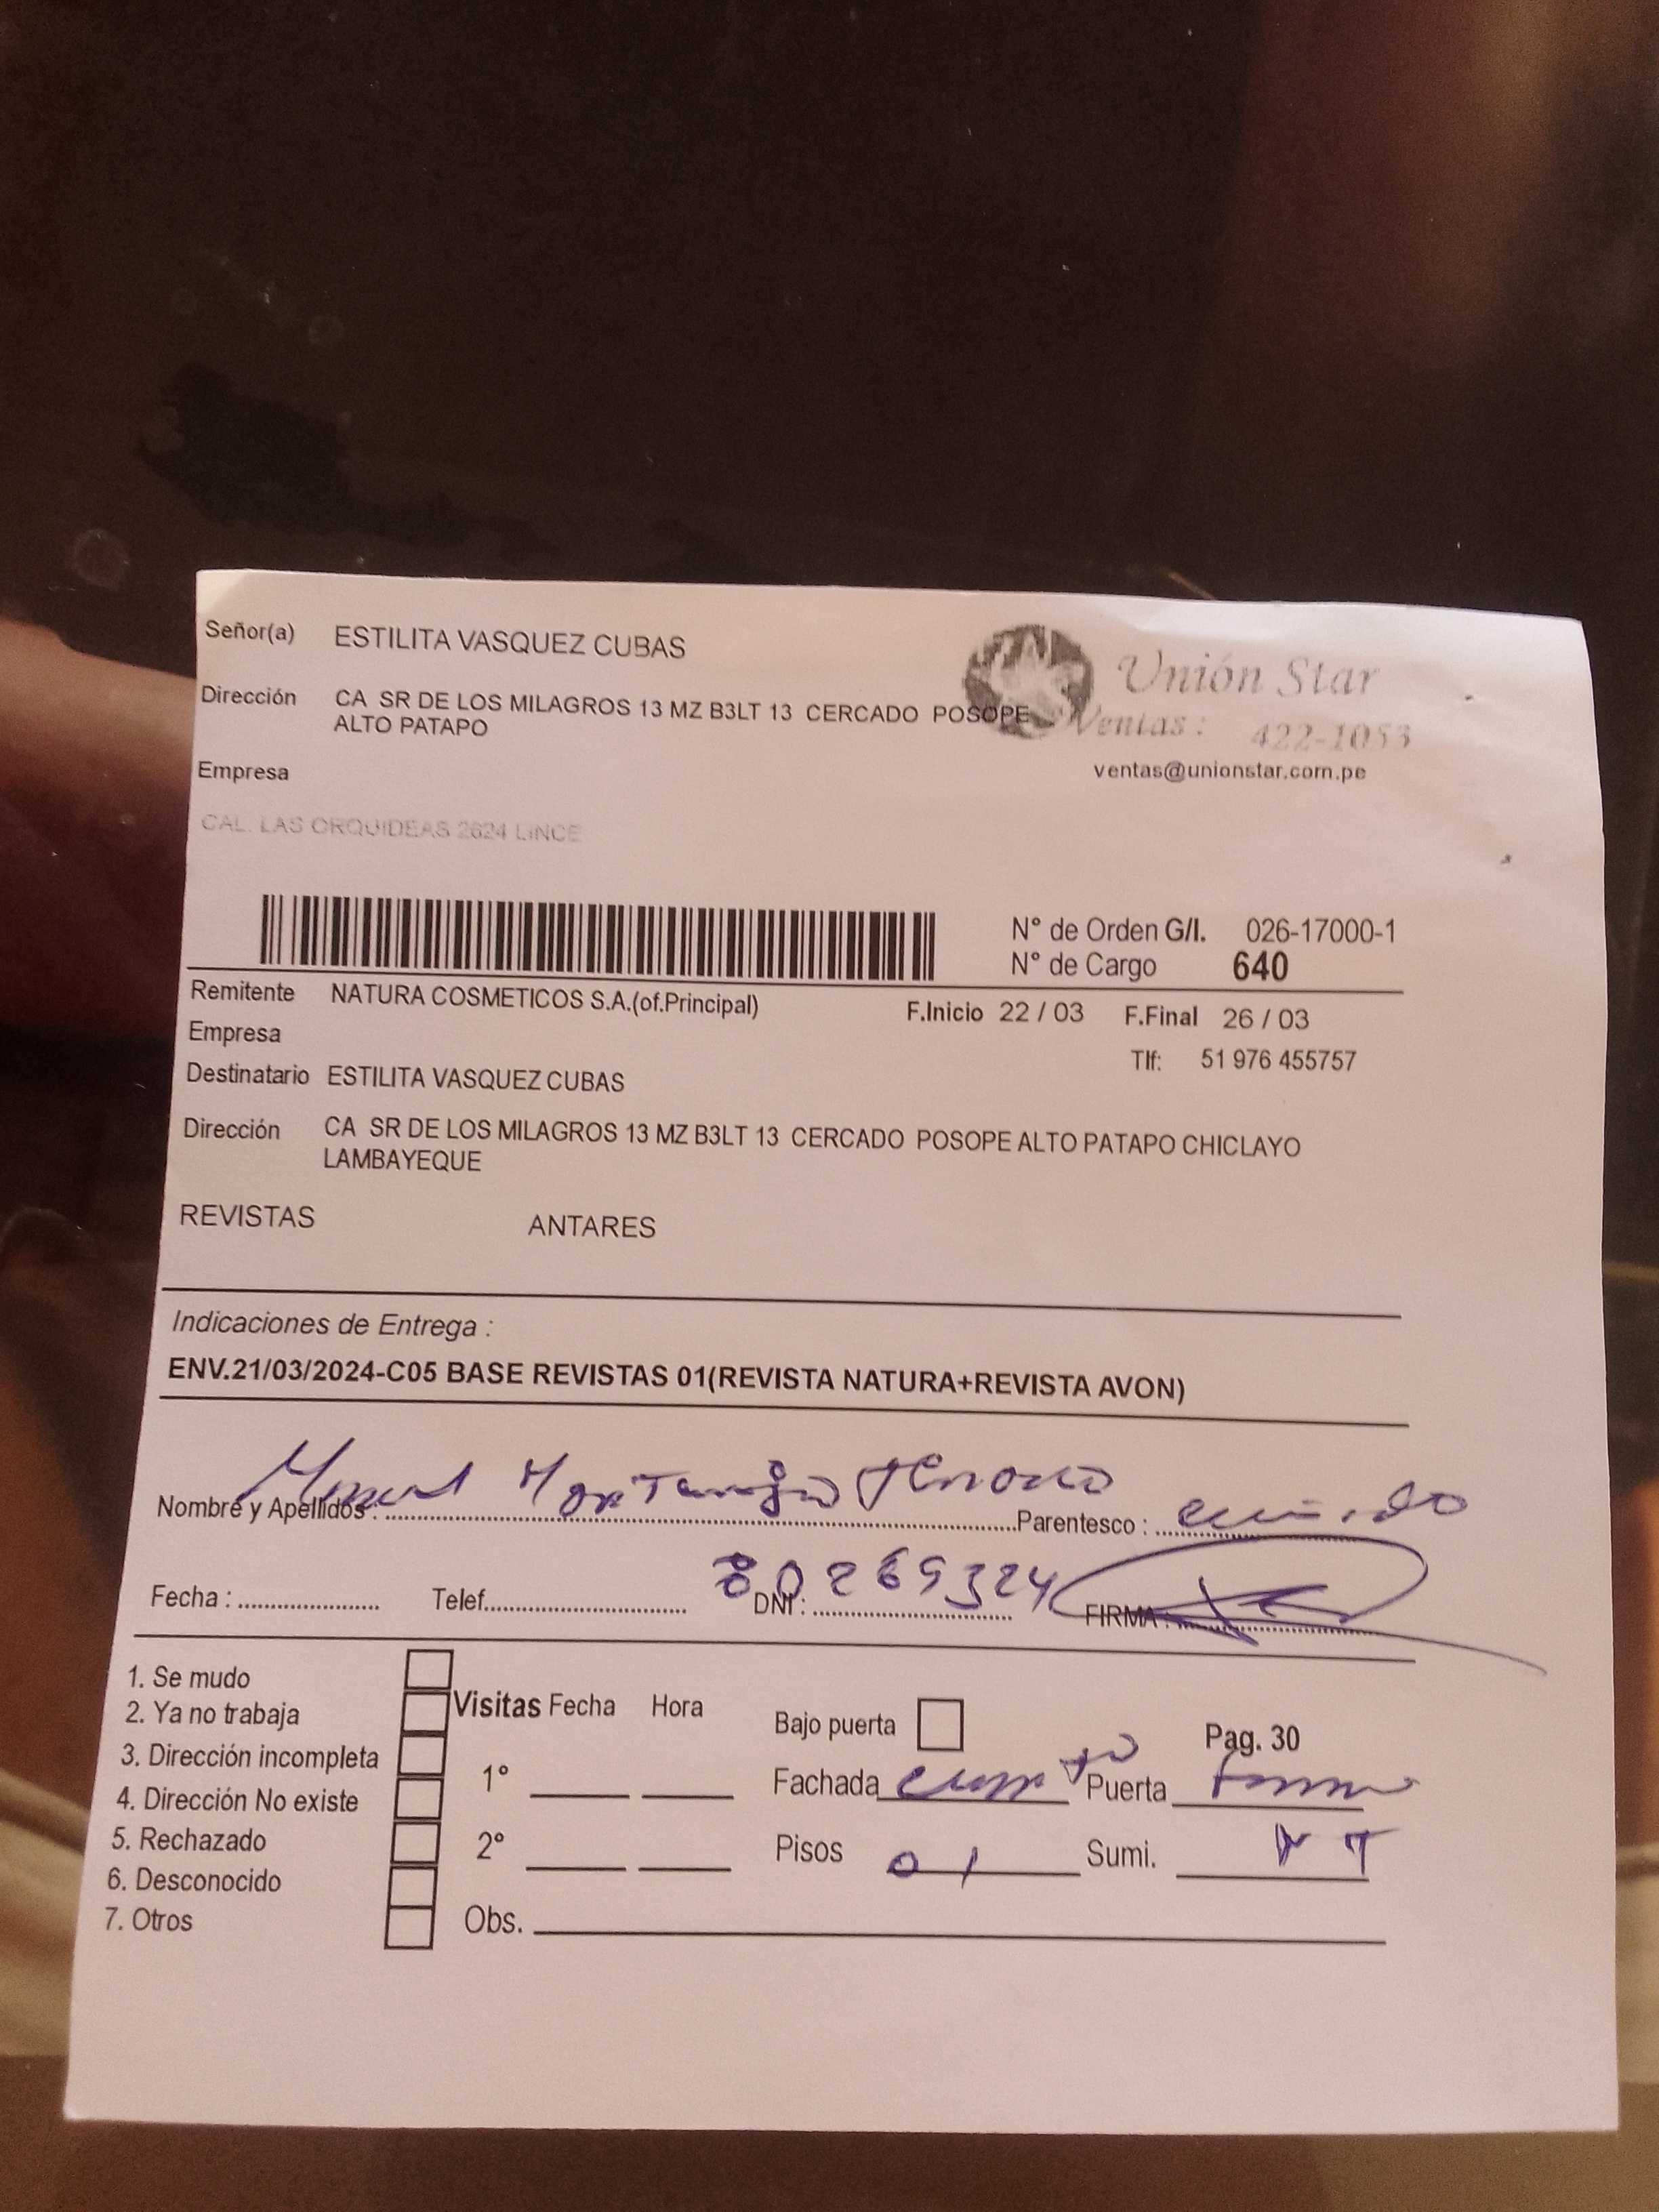 Señor(a) ESTILITA VASQUEZ CUBAS
Unión Star
Dirección CA SR DE LOS MILAGROS 13 MZ B3LT 13 CERCADO POSOPE
ALTO PATAPO
Ventas: 422-1053
Empresa
ventas@unionstar.com.pe
CAL. LAS ORQUIDEAS 2624 LINCE
N° de Orden G/I. 026-17000-1
N° de Cargo 640
Remitente NATURA COSMETICOS S.A.(of.Principal) F.Inicio 22 / 03 F.Final 26 / 03
Empresa
Tlf: 51 976 455757
Destinatario ESTILITA VASQUEZ CUBAS
Dirección CA SR DE LOS MILAGROS 13 MZ B3LT 13 CERCADO POSOPE ALTO PATAPO CHICLAYO
LAMBAYEQUE
REVISTAS ANTARES
Indicaciones de Entrega :
ENV.21/03/2024-C05 BASE REVISTAS 01(REVISTA NATURA+REVISTA AVON)
Nombre y Apellidos : Parentesco :
Fecha : Telef. DNI : 80269324 FIRMA :
1. Se mudo
2. Ya no trabaja
3. Dirección incompleta
4. Dirección No existe
5. Rechazado
6. Desconocido
7. Otros
Visitas Fecha Hora
1°
2°
Obs.
Bajo puerta Pag. 30
Fachada Puerta
Pisos 01 Sumi.